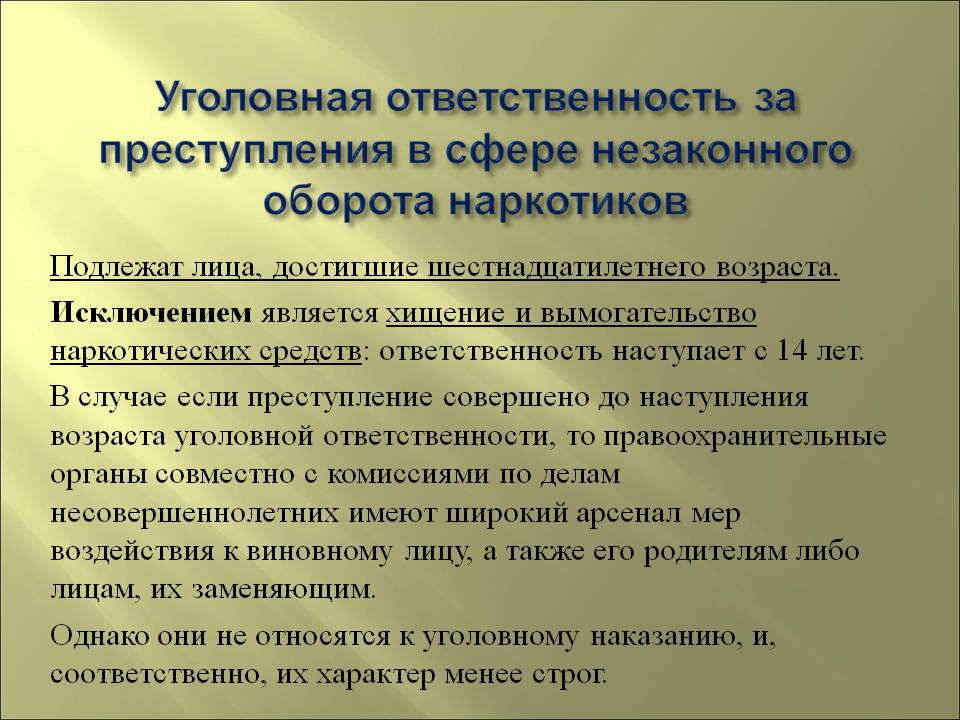 Уголовная ответственность за
преступления в сфере незаконного
оборота наркотиков
Подлежат лица, достигшие шестнадцатилетнего возраста.
Исключением является хищение и вымогательство
наркотических средств: ответственность наступает с 14 лет.
В случае если преступление совершено до наступления
возраста уголовной ответственности, то правоохранительные
органы совместно с комиссиями по делам
несовершеннолетних имеют широкий арсенал мер
воздействия к виновному лицу, а также его родителям либо
лицам, их заменяющим.
Однако они не относятся к уголовному наказанию, и,
соответственно, их характер менее строг.